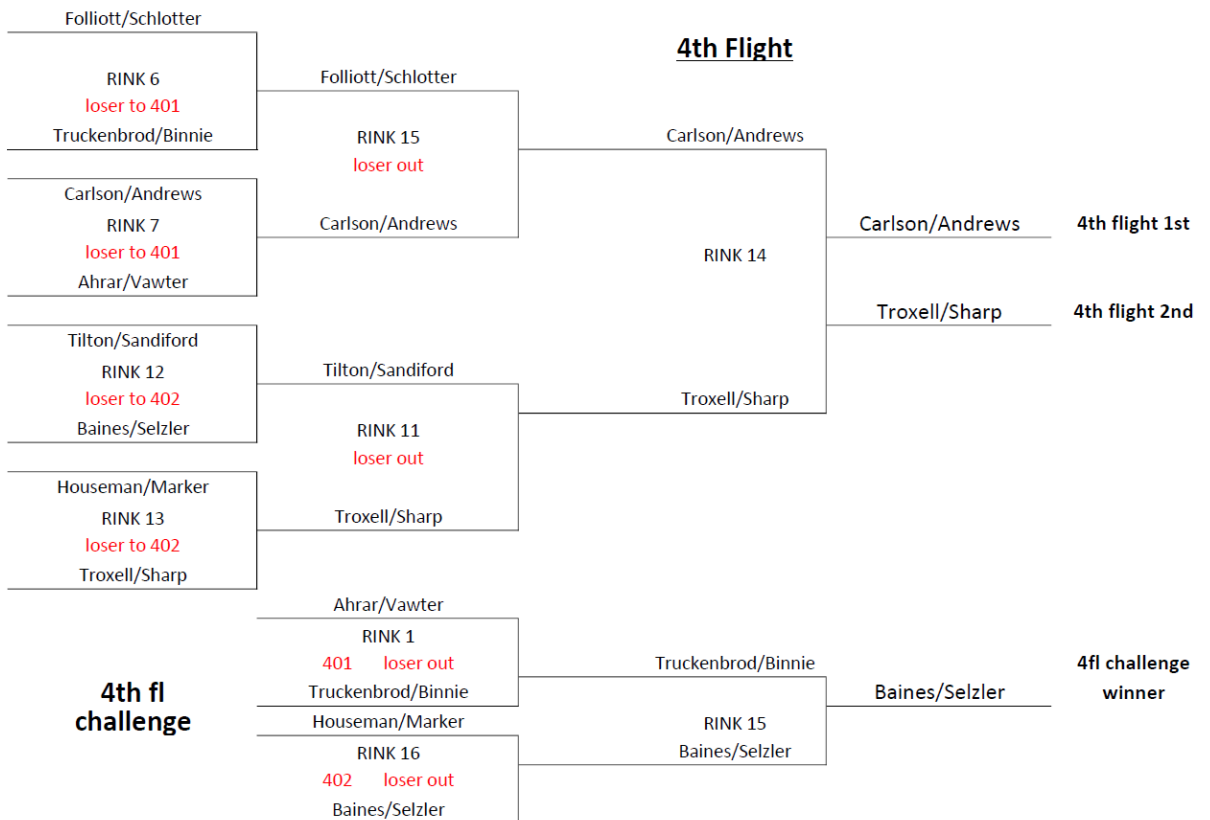 4th Flight
Folliott/Schlotter
RINK 6
loser to 401
Truckenbrod/Binnie
Carlson/Andrews
RINK 7
loser to 401
Ahrar/Vawter
Tilton/Sandiford
RINK 12
loser to 402
Baines/Selzler
Houseman/Marker
RINK 13
loser to 402
Troxell/Sharp
Folliott/Schlotter
RINK 15
loser out
Carlson/Andrews
Tilton/Sandiford
RINK 11
loser out
Troxell/Sharp
Carlson/Andrews
RINK 14
Troxell/Sharp
Carlson/Andrews
4th flight 1st
Troxell/Sharp
4th flight 2nd
4th fl
challenge
Ahrar/Vawter
RINK 1
401 loser out
Truckenbrod/Binnie
Houseman/Marker
RINK 16
402 loser out
Baines/Selzler
Truckenbrod/Binnie
RINK 15
Baines/Selzler
Baines/Selzler
4fl challenge
winner